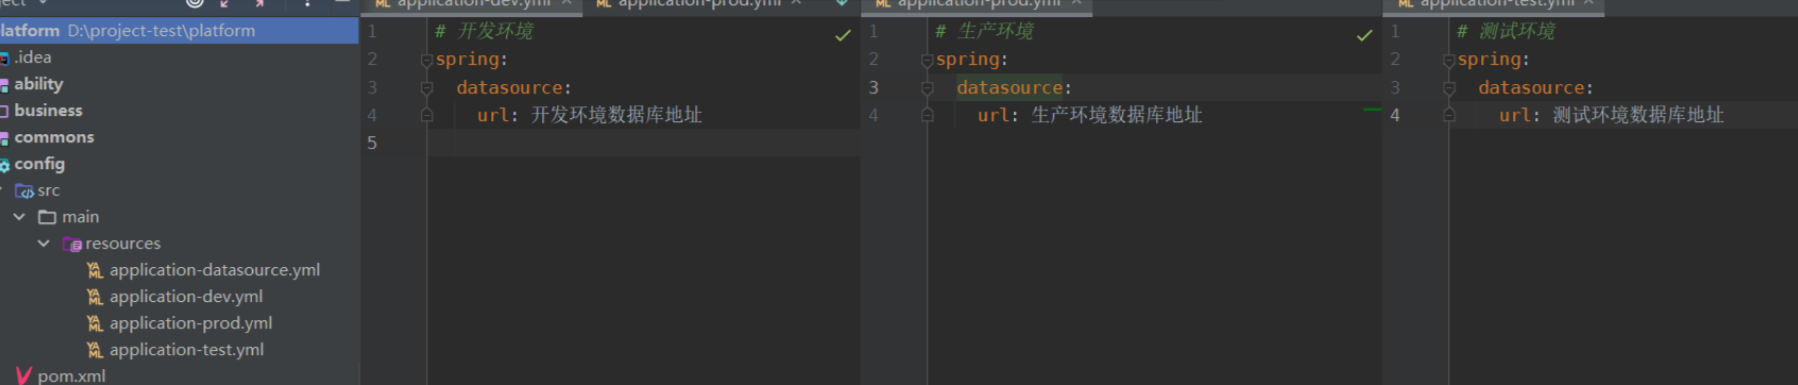 platform D:\project-test\platform
.idea
ability
business
commons
config
src
main
resources
application-datasource.yml
application-dev.yml
application-prod.yml
application-test.yml
pom.xml
application-dev.yml
application-prod.yml
1 # 开发环境
2 spring:
3 datasource:
4 url: 开发环境数据库地址
5
application-prod.yml
1 # 生产环境
2 spring:
3 datasource:
4 url: 生产环境数据库地址
application-test.yml
1 # 测试环境
2 spring:
3 datasource:
4 url: 测试环境数据库地址